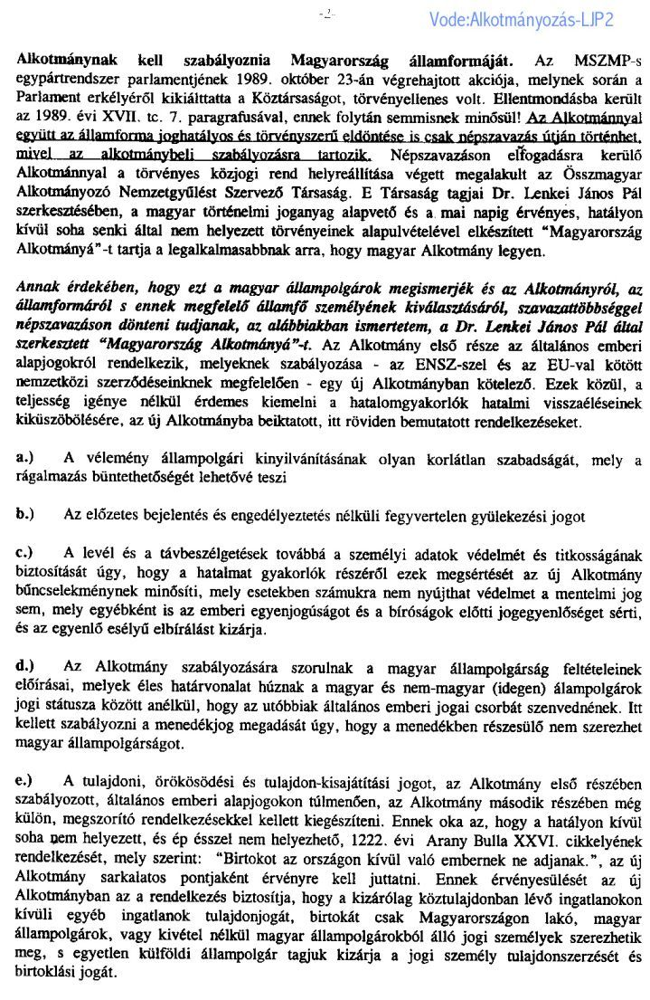 -2-
Vode:Alkotmányozás-LJP2
Alkotmánynak kell szabályoznia Magyarország államformáját. Az MSZMP-s
egypártrendszer parlamentjének 1989. október 23-án végrehajtott akciója, melynek során a
Parlament erkélyéről kikiálttatta a Köztársaságot, törvényellenes volt. Ellentmondásba került
az 1989. évi XVII. tc. 7. paragrafusával, ennek folytán semmisnek minősül! Az Alkotmánnyal
együtt az államforma joghatályos és törvényszerű eldöntése is csak népszavazás útján történhet,
mivel az alkotmánybeli szabályozásra tartozik. Népszavazáson elfogadásra kerülő
Alkotmánnyal a törvényes közjogi rend helyreállítása végett megalakult az Összmagyar
Alkotmányozó Nemzetgyűlést Szervező Társaság. E Társaság tagjai Dr. Lenkei János Pál
szerkesztésében, a magyar történelmi joganyag alapvető és a mai napig érvényes, hatályon
kívül soha senki által nem helyezett törvényeinek alapulvételével elkészített "Magyarország
Alkotmányá"-t tartja a legalkalmasabbnak arra, hogy magyar Alkotmány legyen.
Annak érdekében, hogy ezt a magyar állampolgárok megismerjék és az Alkotmányról, az
államformáról s ennek megfelelő államfő személyének kiválasztásáról, szavazattöbbséggel
népszavazáson dönteni tudjanak, az alábbiakban ismertetem, a Dr. Lenkei János Pál által
szerkesztett "Magyarország Alkotmányá"-t. Az Alkotmány első része az általános emberi
alapjogokról rendelkezik, melyeknek szabályozása - az ENSZ-szel és az EU-val kötött
nemzetközi szerződéseinknek megfelelően - egy új Alkotmányban kötelező. Ezek közül, a
teljesség igénye nélkül érdemes kiemelni a hatalomgyakorlók hatalmi visszaéléseinek
kiküszöbölésére, az új Alkotmányba beiktatott, itt röviden bemutatott rendelkezéseket.
a.) A vélemény állampolgári kinyilvánításának olyan korlátlan szabadságát, mely a
rágalmazás büntethetőségét lehetővé teszi
b.) Az előzetes bejelentés és engedélyeztetés nélküli fegyvertelen gyülekezési jogot
c.) A levél és a távbeszélgetések továbbá a személyi adatok védelmét és titkosságának
biztosítását úgy, hogy a hatalmat gyakorlók részéről ezek megsértését az új Alkotmány
bűncselekménynek minősíti, mely esetekben számukra nem nyújthat védelmet a mentelmi jog
sem, mely egyébként is az emberi egyenjogúságot és a bíróságok előtti jogegyenlőséget sérti,
és az egyenlő esélyű elbírálást kizárja.
d.) Az Alkotmány szabályozására szorulnak a magyar állampolgárság feltételeinek
előírásai, melyek éles határvonalat húznak a magyar és nem-magyar (idegen) álampolgárok
jogi státusza között anélkül, hogy az utóbbiak általános emberi jogai csorbát szenvednének. Itt
kellett szabályozni a menedékjog megadását úgy, hogy a menedékben részesülő nem szerezhet
magyar állampolgárságot.
e.) A tulajdoni, örökösödési és tulajdon-kisajátítási jogot, az Alkotmány első részében
szabályozott, általános emberi alapjogokon túlmenően, az Alkotmány második részében még
külön, megszorító rendelkezésekkel kellett kiegészíteni. Ennek oka az, hogy a hatályon kívül
soha nem helyezett, és ép ésszel nem helyezhető, 1222. évi Arany Bulla XXVI. cikkelyének
rendelkezését, mely szerint: "Birtokot az országon kívül való embernek ne adjanak.", az új
Alkotmány sarkalatos pontjaként érvényre kell juttatni. Ennek érvényesülését az új
Alkotmányban az a rendelkezés biztosítja, hogy a kizárólag köztulajdonban lévő ingatlanokon
kívüli egyéb ingatlanok tulajdonjogát, birtokát csak Magyarországon lakó, magyar
állampolgárok, vagy kivétel nélkül magyar állampolgárokból álló jogi személyek szerezhetik
meg, s egyetlen külföldi állampolgár tagjuk kizárja a jogi személy tulajdonszerzését és
birtoklási jogát.